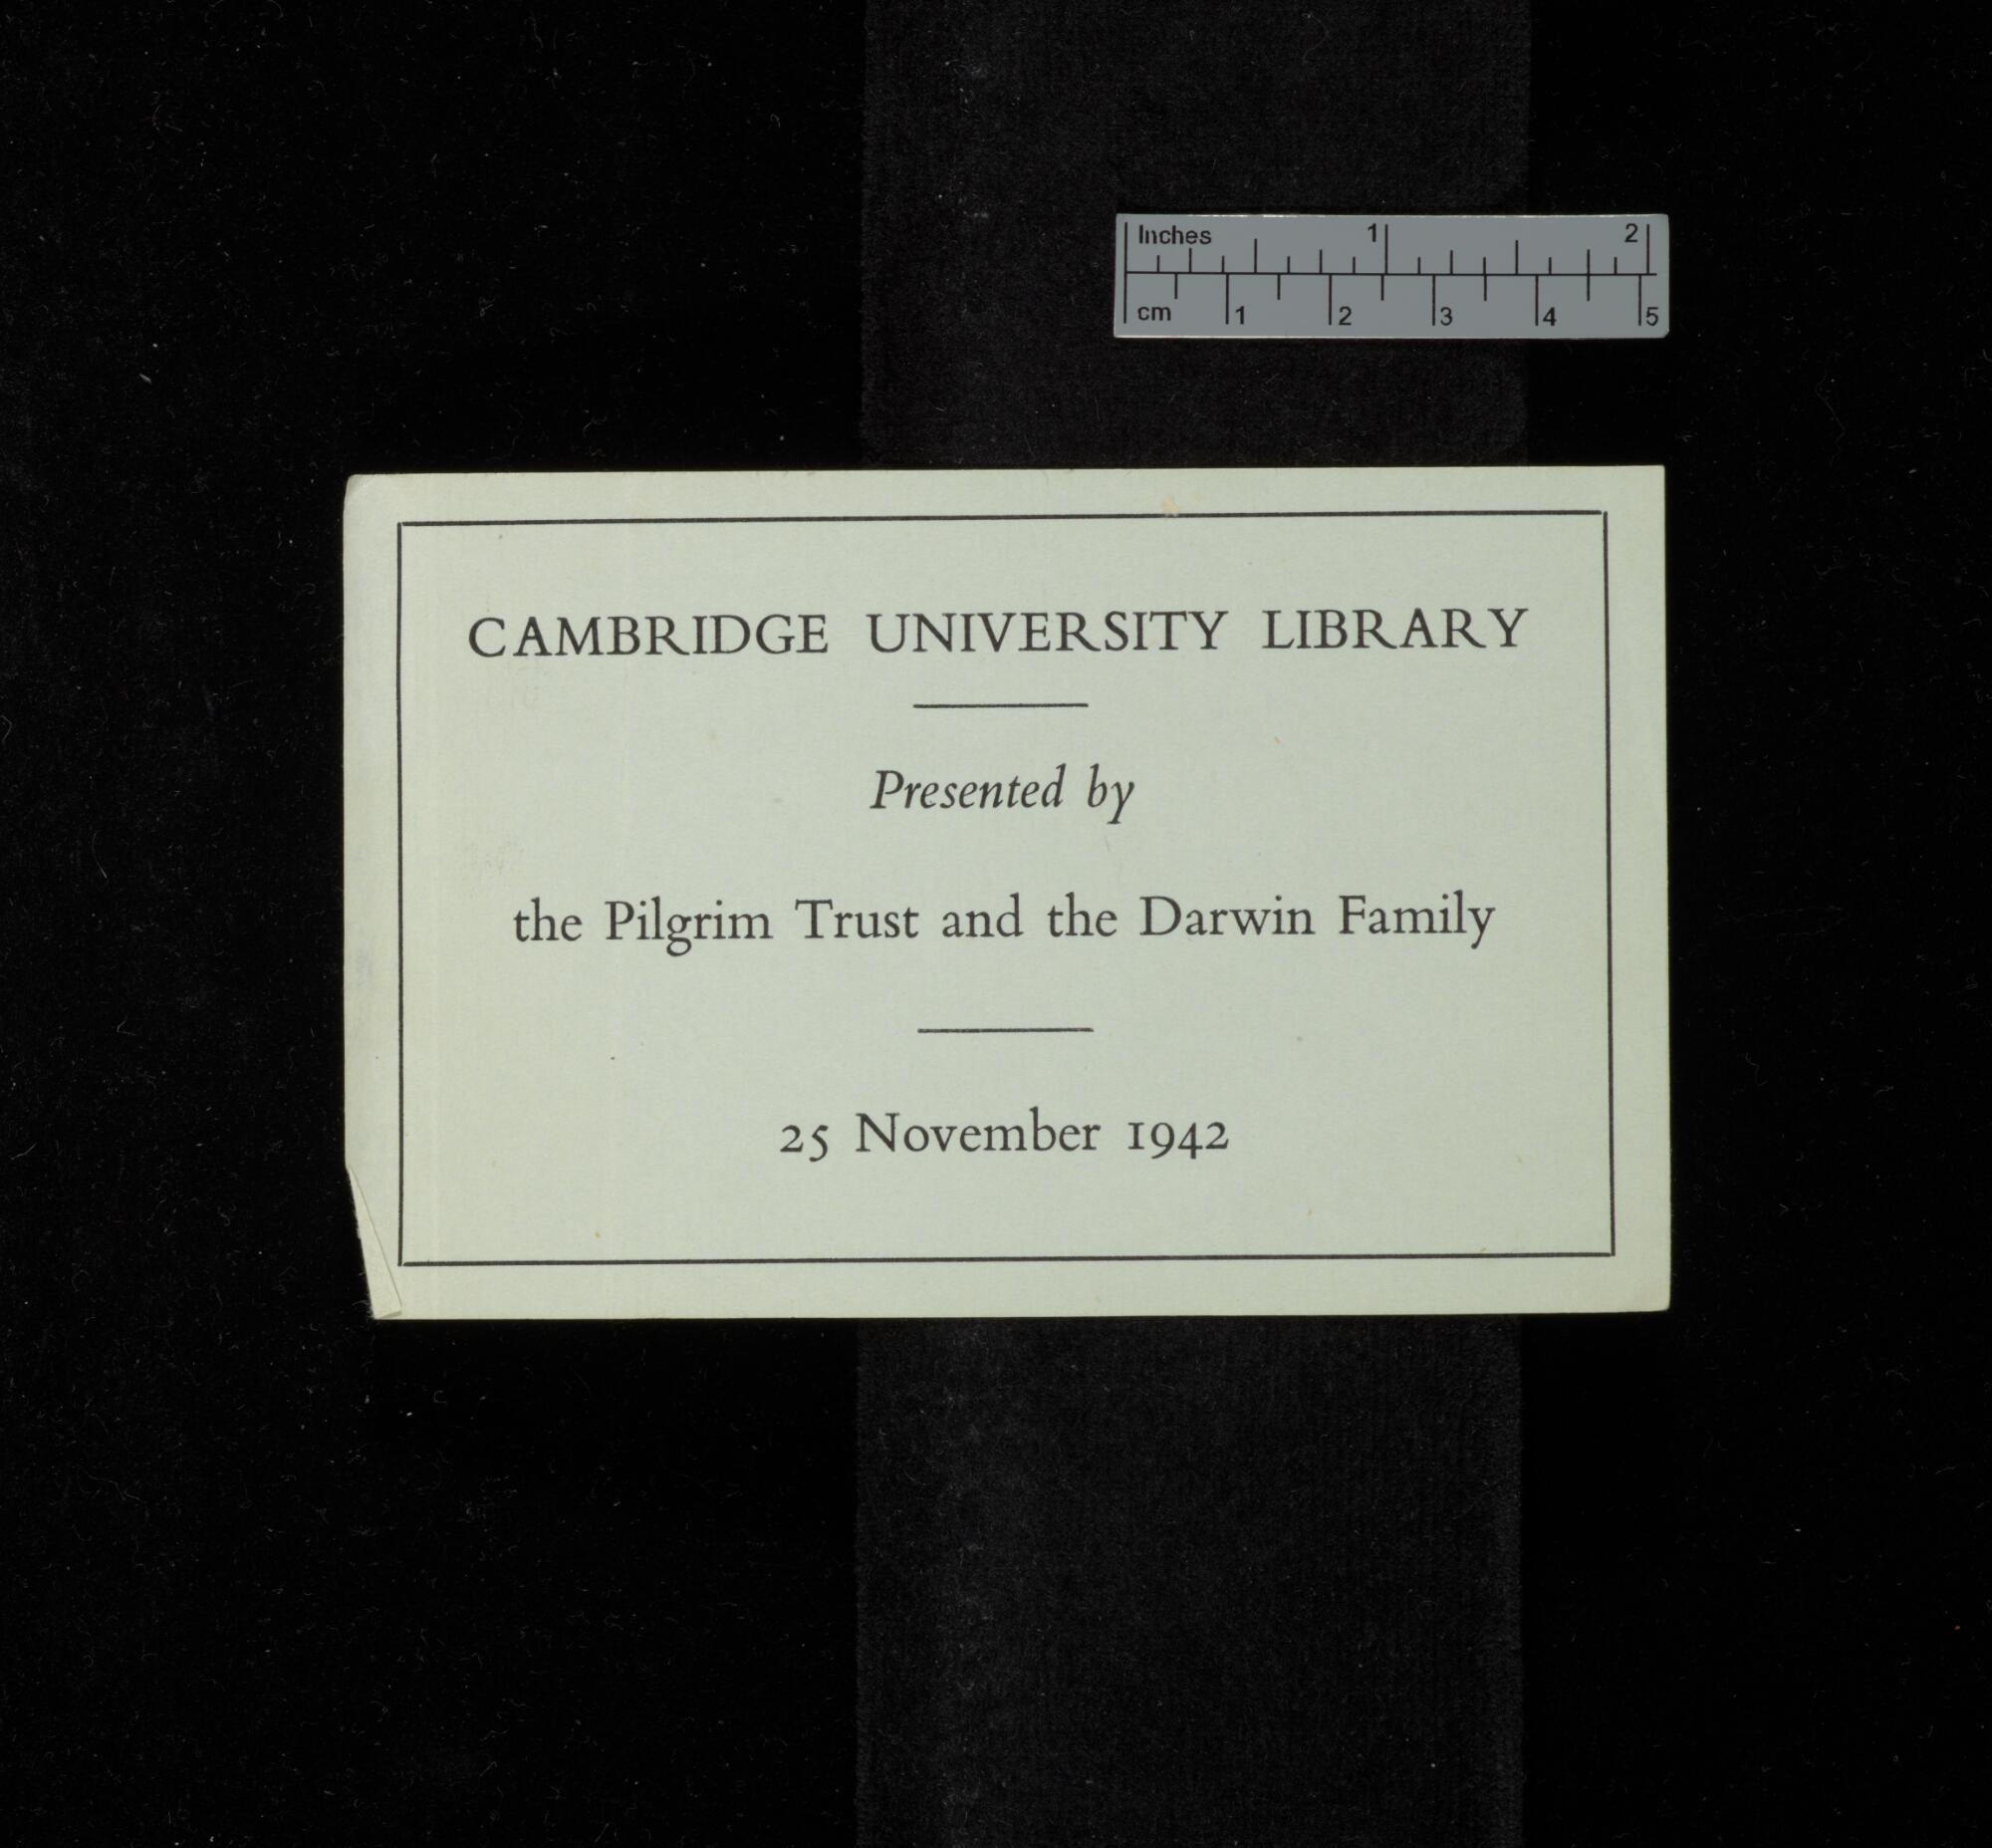 Inches 1 2
cm 1 2 3 4 5
CAMBRIDGE UNIVERSITY LIBRARY
Presented by
the Pilgrim Trust and the Darwin Family
25 November 1942